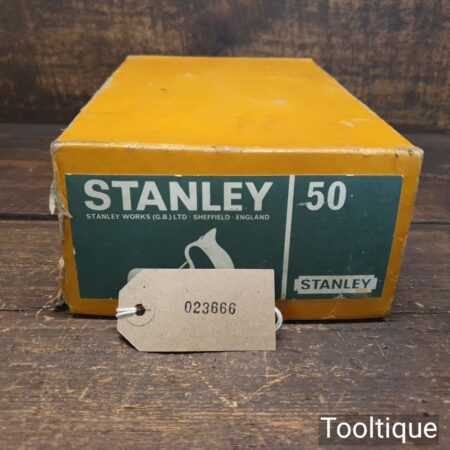 STANLEY
STANLEY WORKS (G.B.) LTD · SHEFFIELD · ENGLAND
50
STANLEY
023666
Tooltique